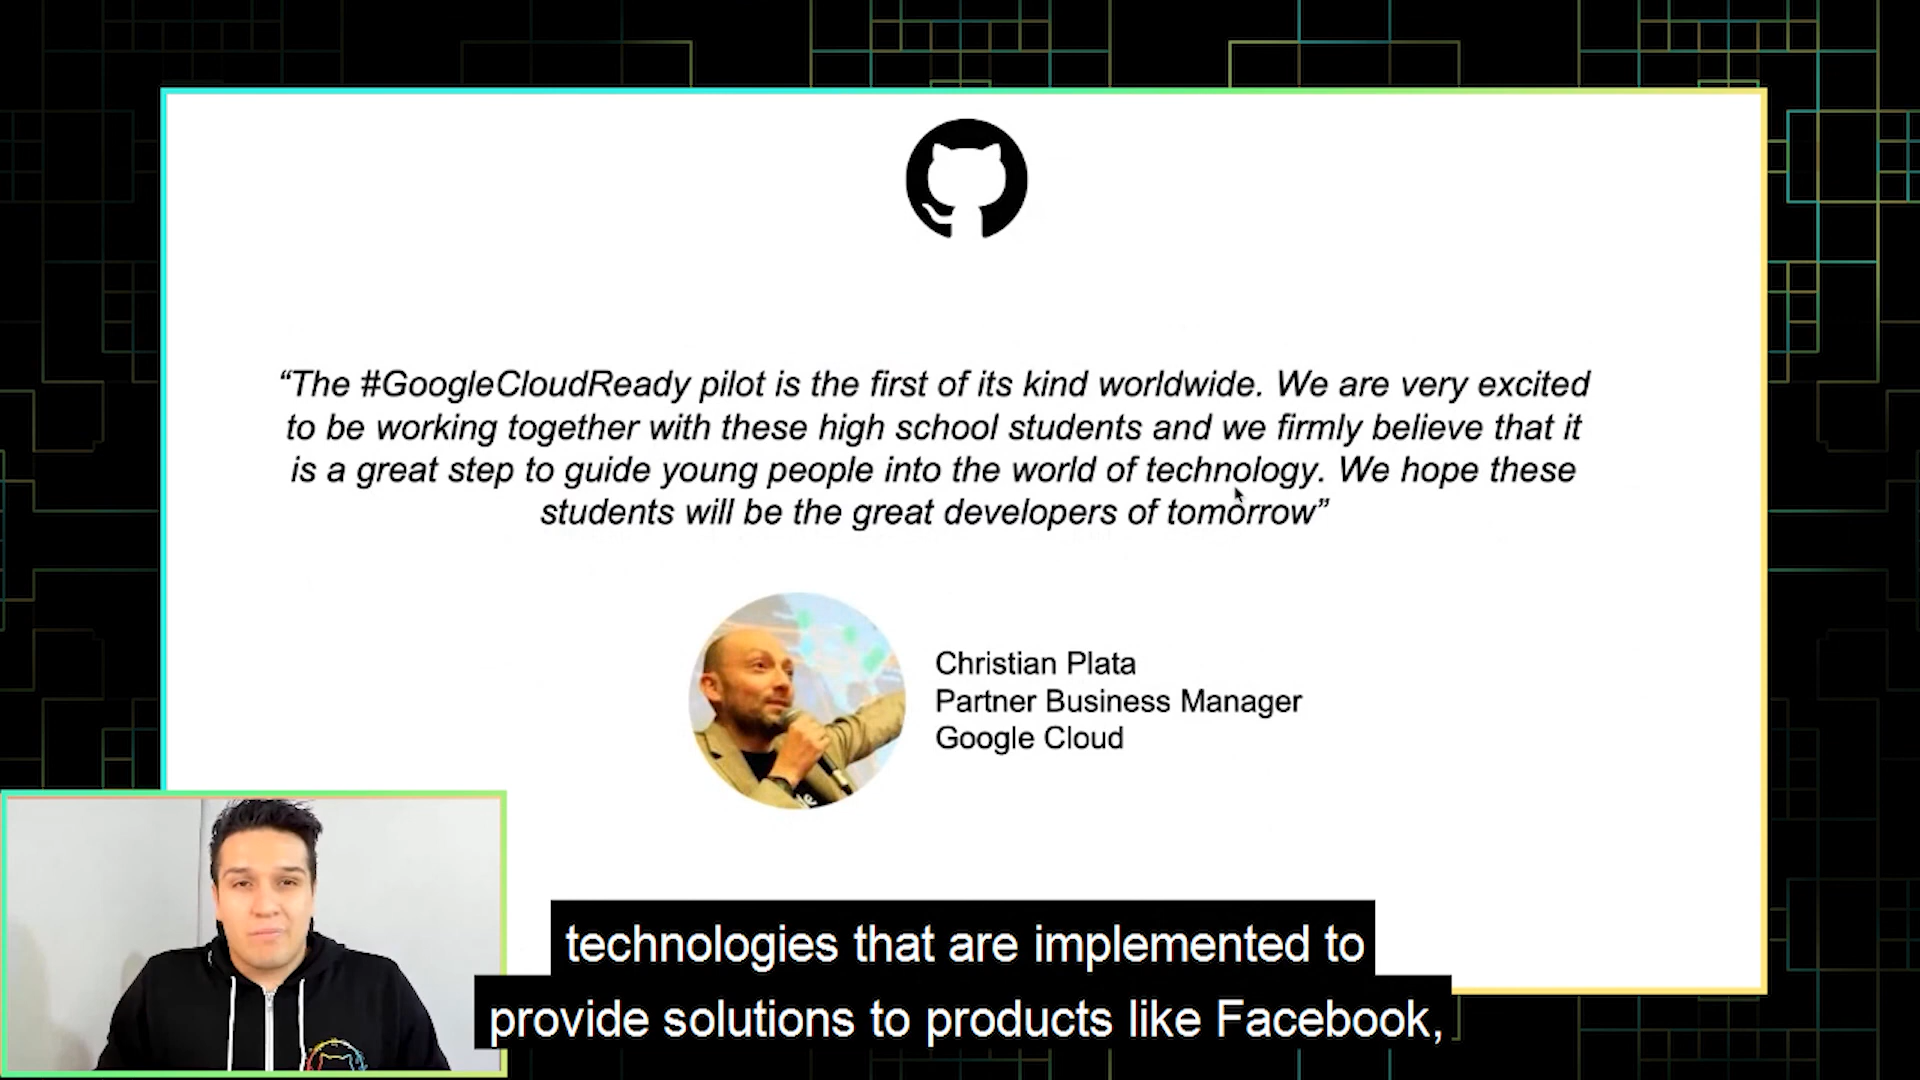 “The #GoogleCloudReady pilot is the first of its kind worldwide. We are very excited
to be working together with these high school students and we firmly believe that it
is a great step to guide young people into the world of technology. We hope these
students will be the great developers of tomorrow”
Christian Plata
Partner Business Manager
Google Cloud
technologies that are implemented to
provide solutions to products like Facebook,